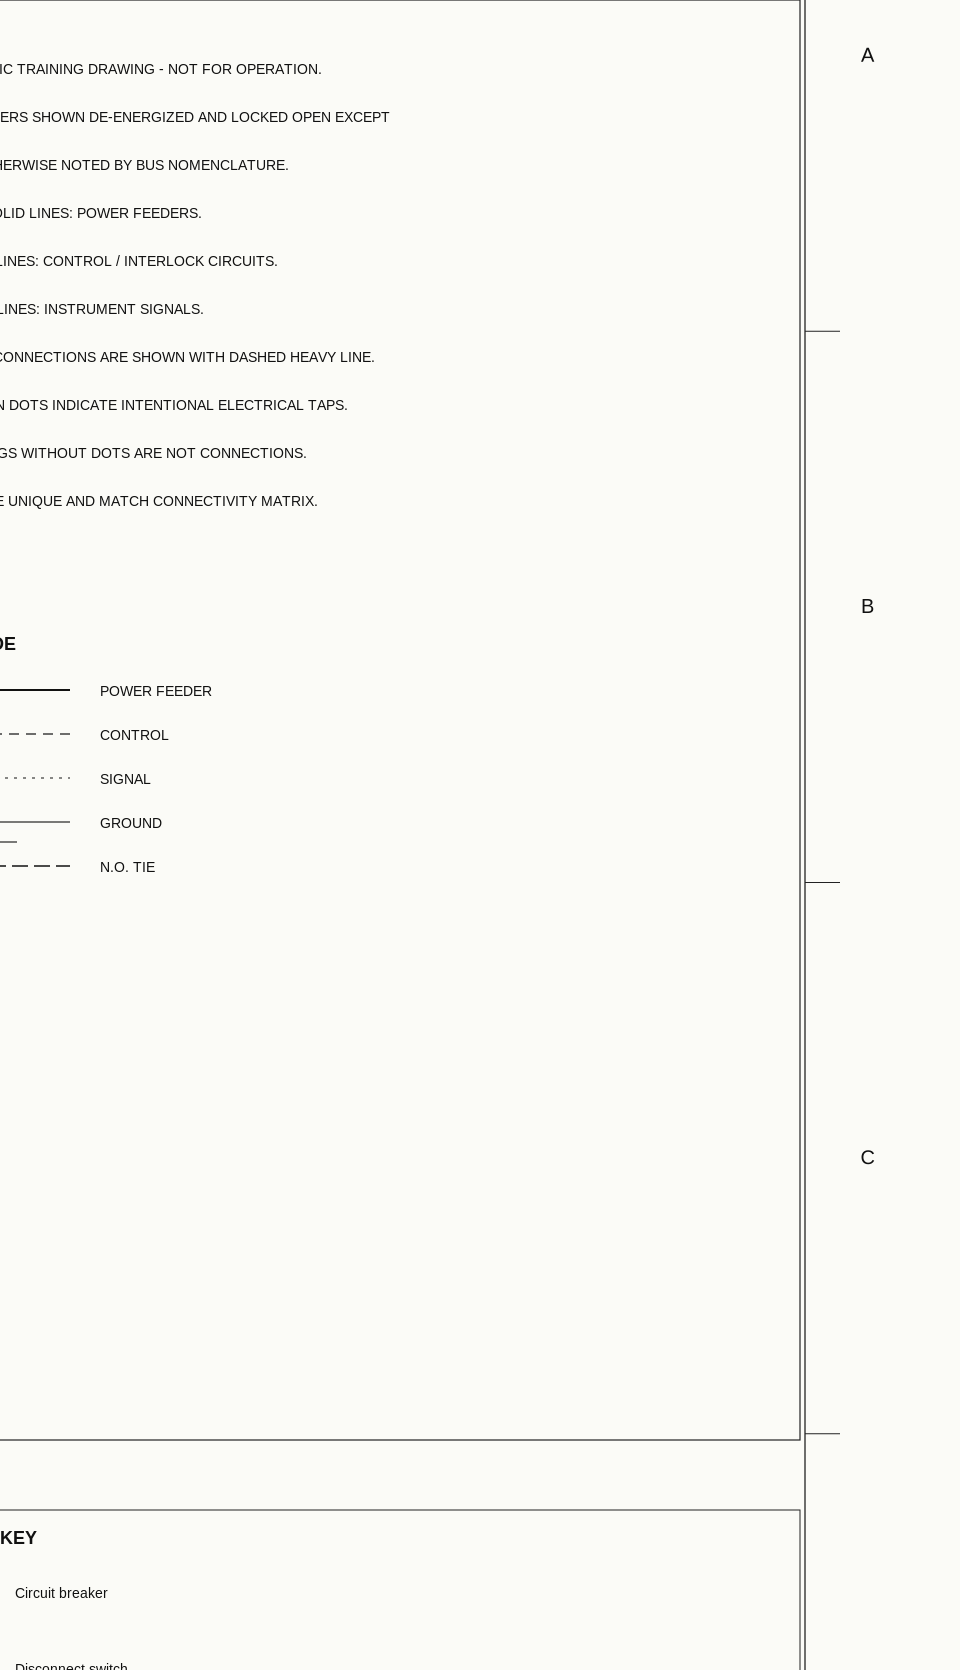 A
IC TRAINING DRAWING - NOT FOR OPERATION.
ERS SHOWN DE-ENERGIZED AND LOCKED OPEN EXCEPT
HERWISE NOTED BY BUS NOMENCLATURE.
OLID LINES: POWER FEEDERS.
LINES: CONTROL / INTERLOCK CIRCUITS.
LINES: INSTRUMENT SIGNALS.
CONNECTIONS ARE SHOWN WITH DASHED HEAVY LINE.
N DOTS INDICATE INTENTIONAL ELECTRICAL TAPS.
GS WITHOUT DOTS ARE NOT CONNECTIONS.
E UNIQUE AND MATCH CONNECTIVITY MATRIX.
B
DE
POWER FEEDER
CONTROL
SIGNAL
GROUND
N.O. TIE
C
KEY
Circuit breaker
Disconnect switch